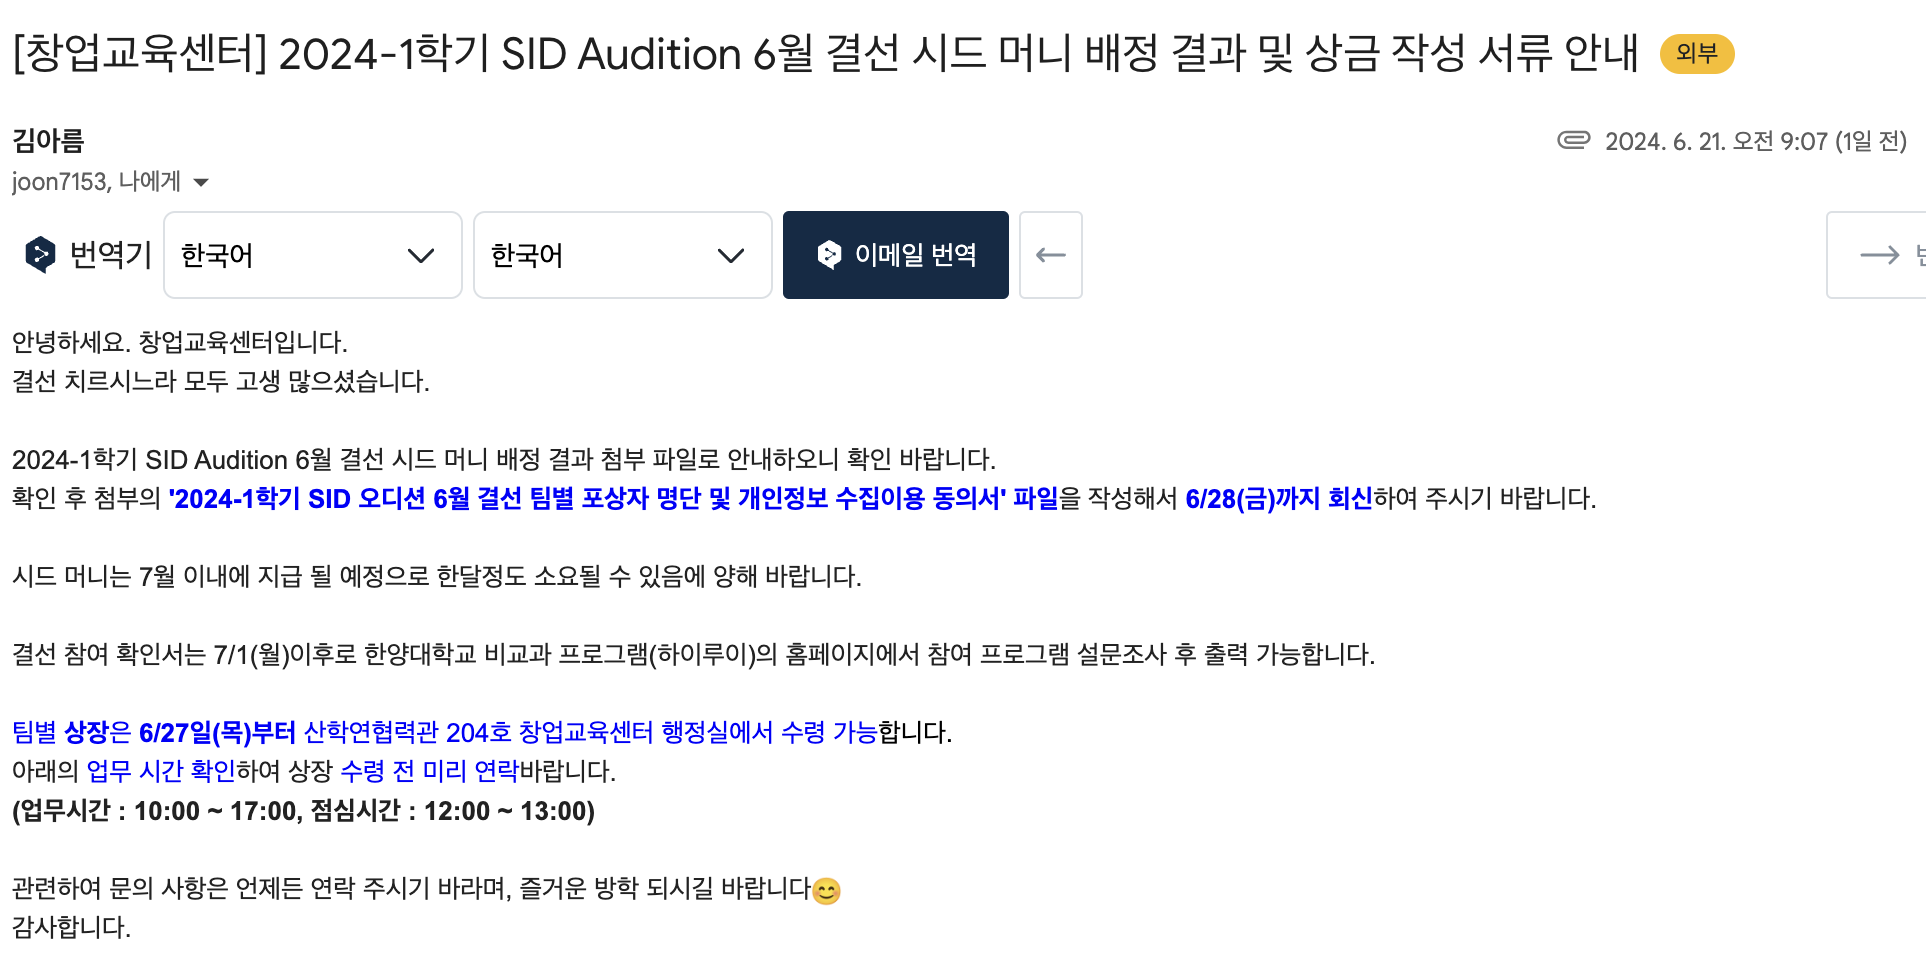 [창업교육센터] 2024-1학기 SID Audition 6월 결선 시드 머니 배정 결과 및 상금 작성 서류 안내 외부
김아름
2024. 6. 21. 오전 9:07 (1일 전)
joon7153, 나에게
번역기 한국어 한국어 이메일 번역
안녕하세요. 창업교육센터입니다.
결선 치르시느라 모두 고생 많으셨습니다.
2024-1학기 SID Audition 6월 결선 시드 머니 배정 결과 첨부 파일로 안내하오니 확인 바랍니다.
확인 후 첨부의 '2024-1학기 SID 오디션 6월 결선 팀별 포상자 명단 및 개인정보 수집이용 동의서' 파일을 작성해서 6/28(금)까지 회신하여 주시기 바랍니다.
시드 머니는 7월 이내에 지급 될 예정으로 한달정도 소요될 수 있음에 양해 바랍니다.
결선 참여 확인서는 7/1(월)이후로 한양대학교 비교과 프로그램(하이루이)의 홈페이지에서 참여 프로그램 설문조사 후 출력 가능합니다.
팀별 상장은 6/27일(목)부터 산학연협력관 204호 창업교육센터 행정실에서 수령 가능합니다.
아래의 업무 시간 확인하여 상장 수령 전 미리 연락바랍니다.
(업무시간 : 10:00 ~ 17:00, 점심시간 : 12:00 ~ 13:00)
관련하여 문의 사항은 언제든 연락 주시기 바라며, 즐거운 방학 되시길 바랍니다😊
감사합니다.